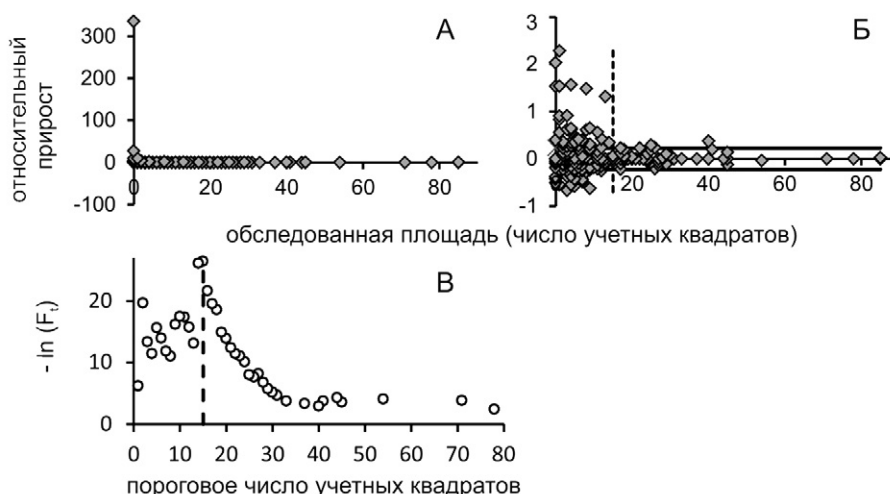 относительный
прирост
А
300
200
100
0
-100
0 20 40 60 80
Б
3
2
1
0
-1
20 40 60 80
обследованная площадь (число учетных квадратов)
В
- ln (Fₜ)
20
10
0
0 10 20 30 40 50 60 70 80
пороговое число учетных квадратов